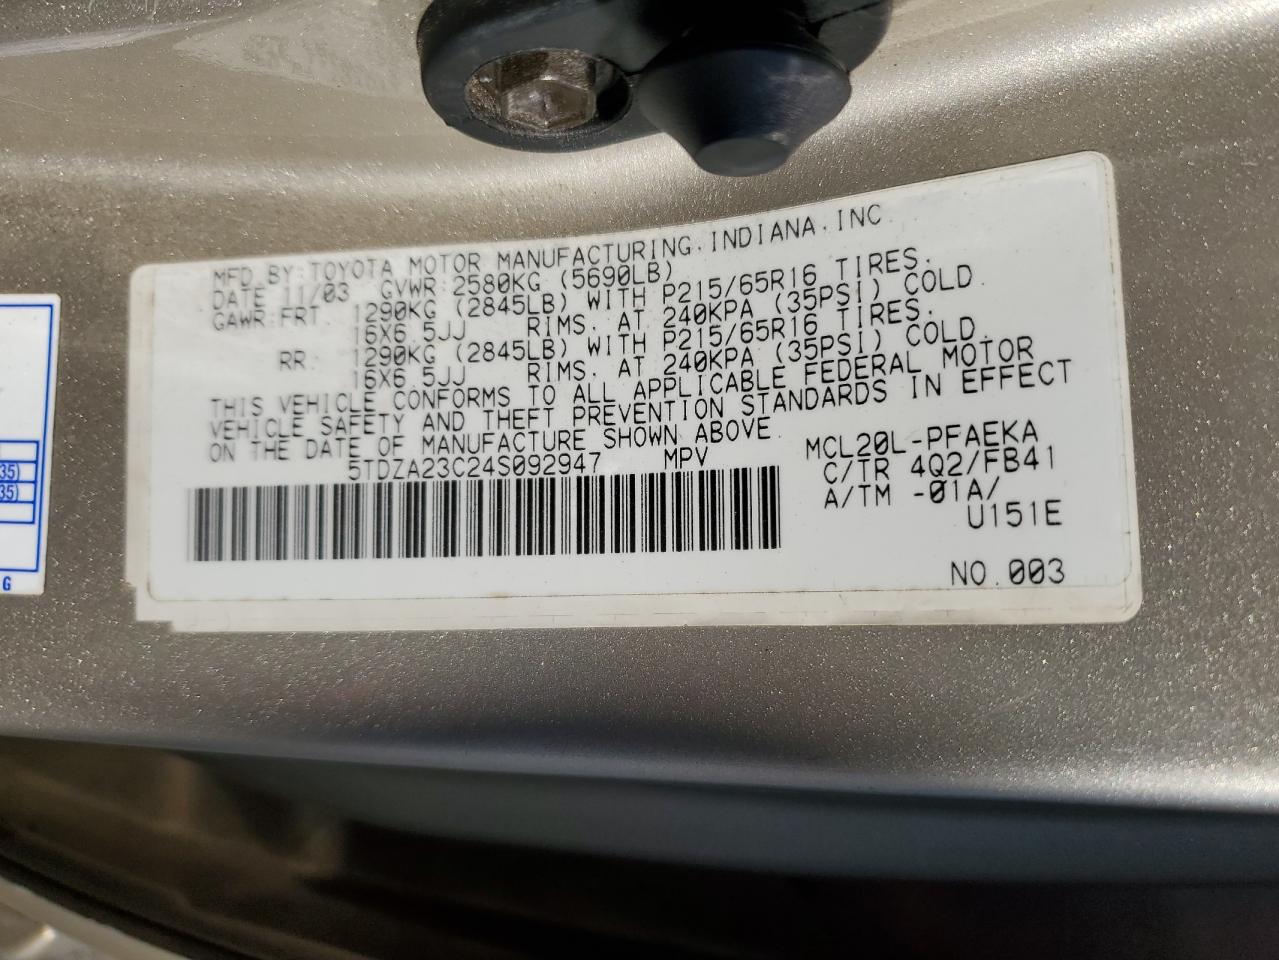 MFD.BY:TOYOTA MOTOR MANUFACTURING.INDIANA.INC.
DATE 11/03 GVWR:2580KG (5690LB)
GAWR:FRT. 1290KG (2845LB) WITH P215/65R16 TIRES.
16X6.5JJ RIMS. AT 240KPA (35PSI) COLD.
RR: 1290KG (2845LB) WITH P215/65R16 TIRES.
16X6.5JJ RIMS. AT 240KPA (35PSI) COLD.
THIS VEHICLE CONFORMS TO ALL APPLICABLE FEDERAL MOTOR
VEHICLE SAFETY AND THEFT PREVENTION STANDARDS IN EFFECT
ON THE DATE OF MANUFACTURE SHOWN ABOVE.
5TDZA23C24S092947 MPV
MCL20L-PFAEKA
C/TR 4Q2/FB41
A/TM -01A/
U151E
NO.003
35)
35)
G